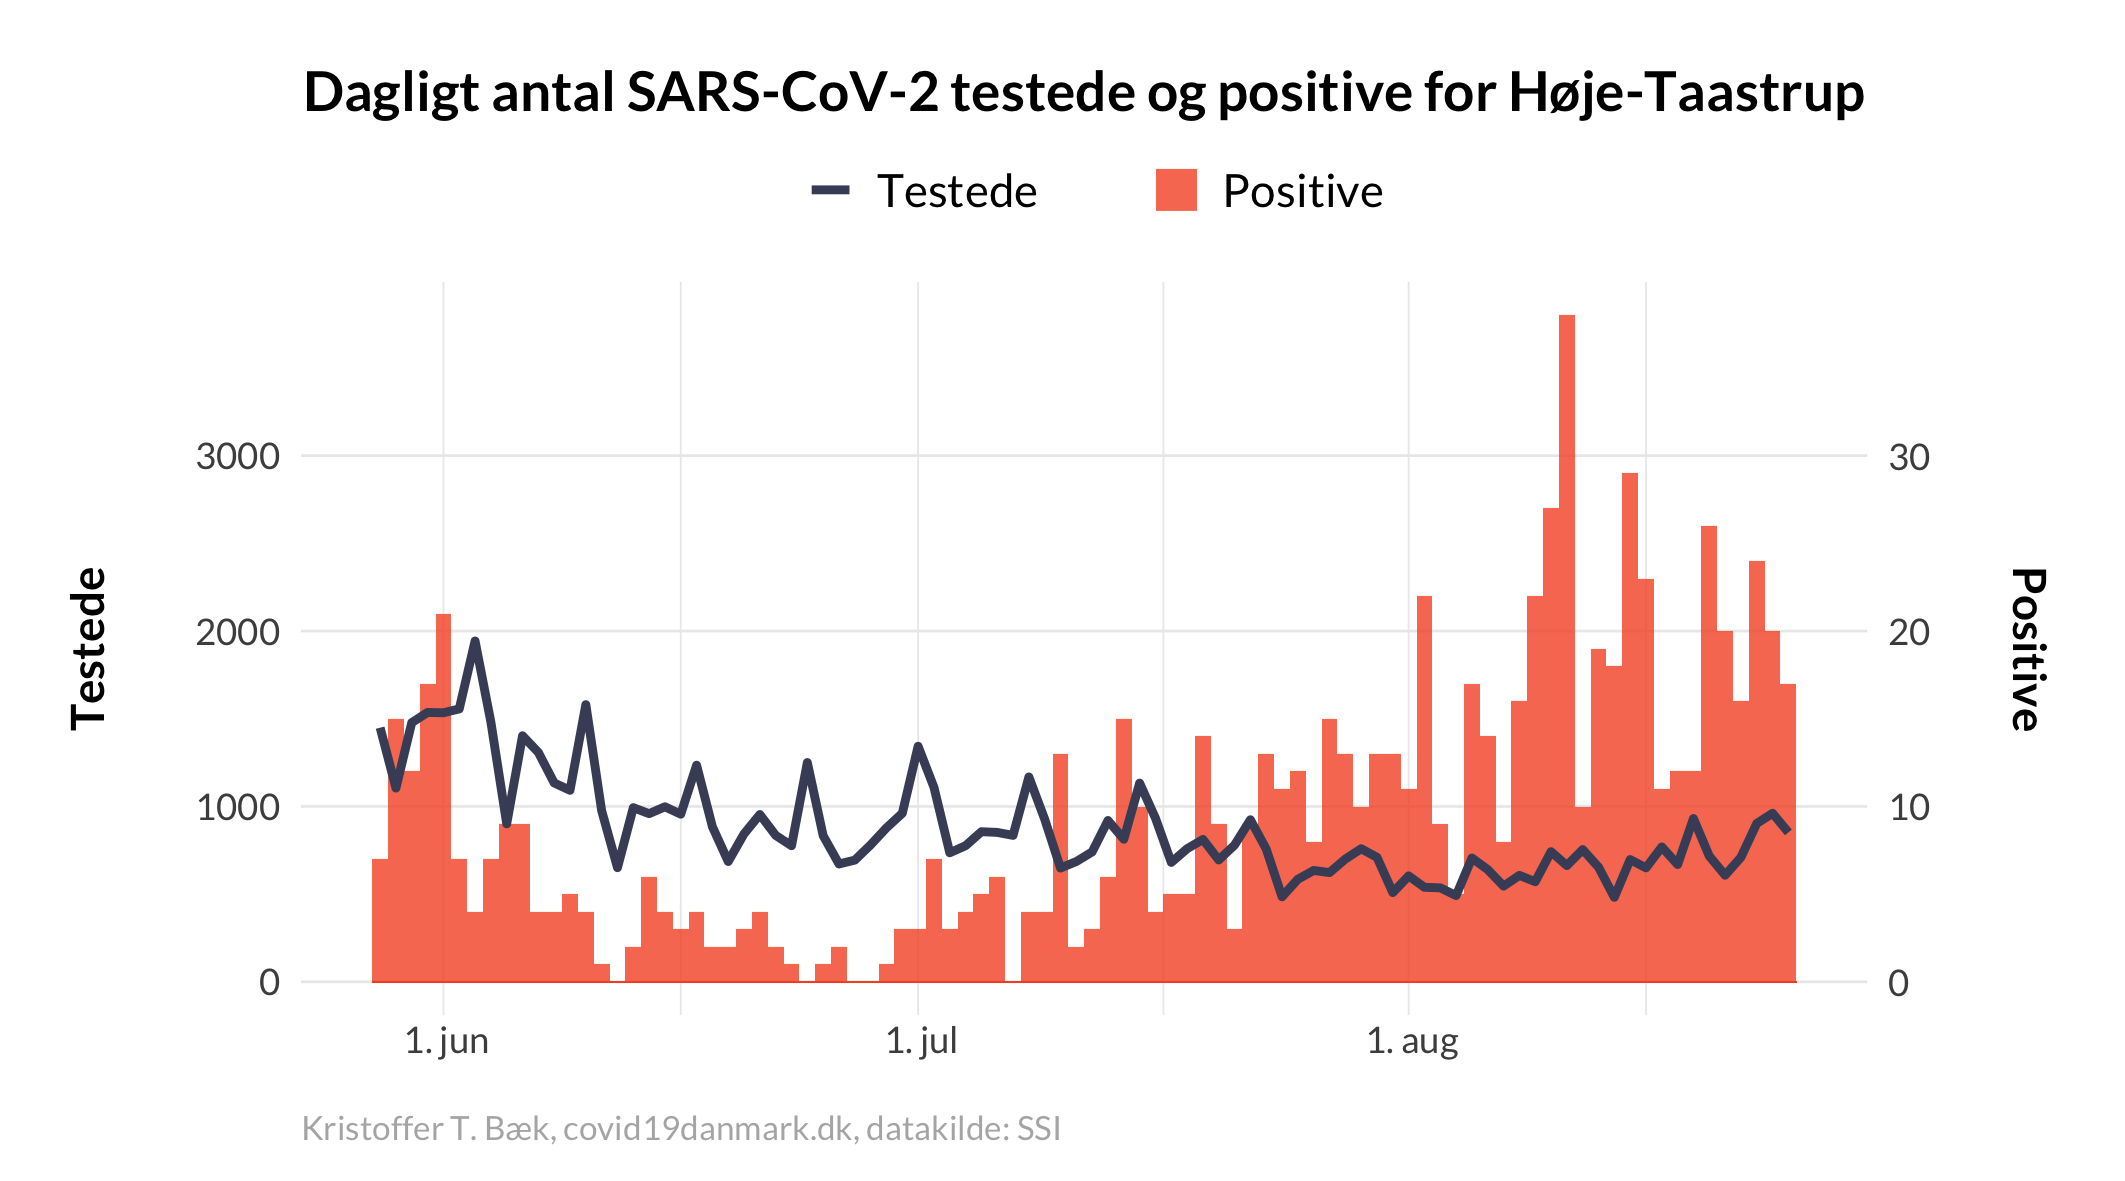 Dagligt antal SARS-CoV-2 testede og positive for Høje-Taastrup
Testede
Positive
3000
2000
1000
0
30
20
10
0
Testede
Positive
1. jun
1. jul
1. aug
Kristoffer T. Bæk, covid19danmark.dk, datakilde: SSI